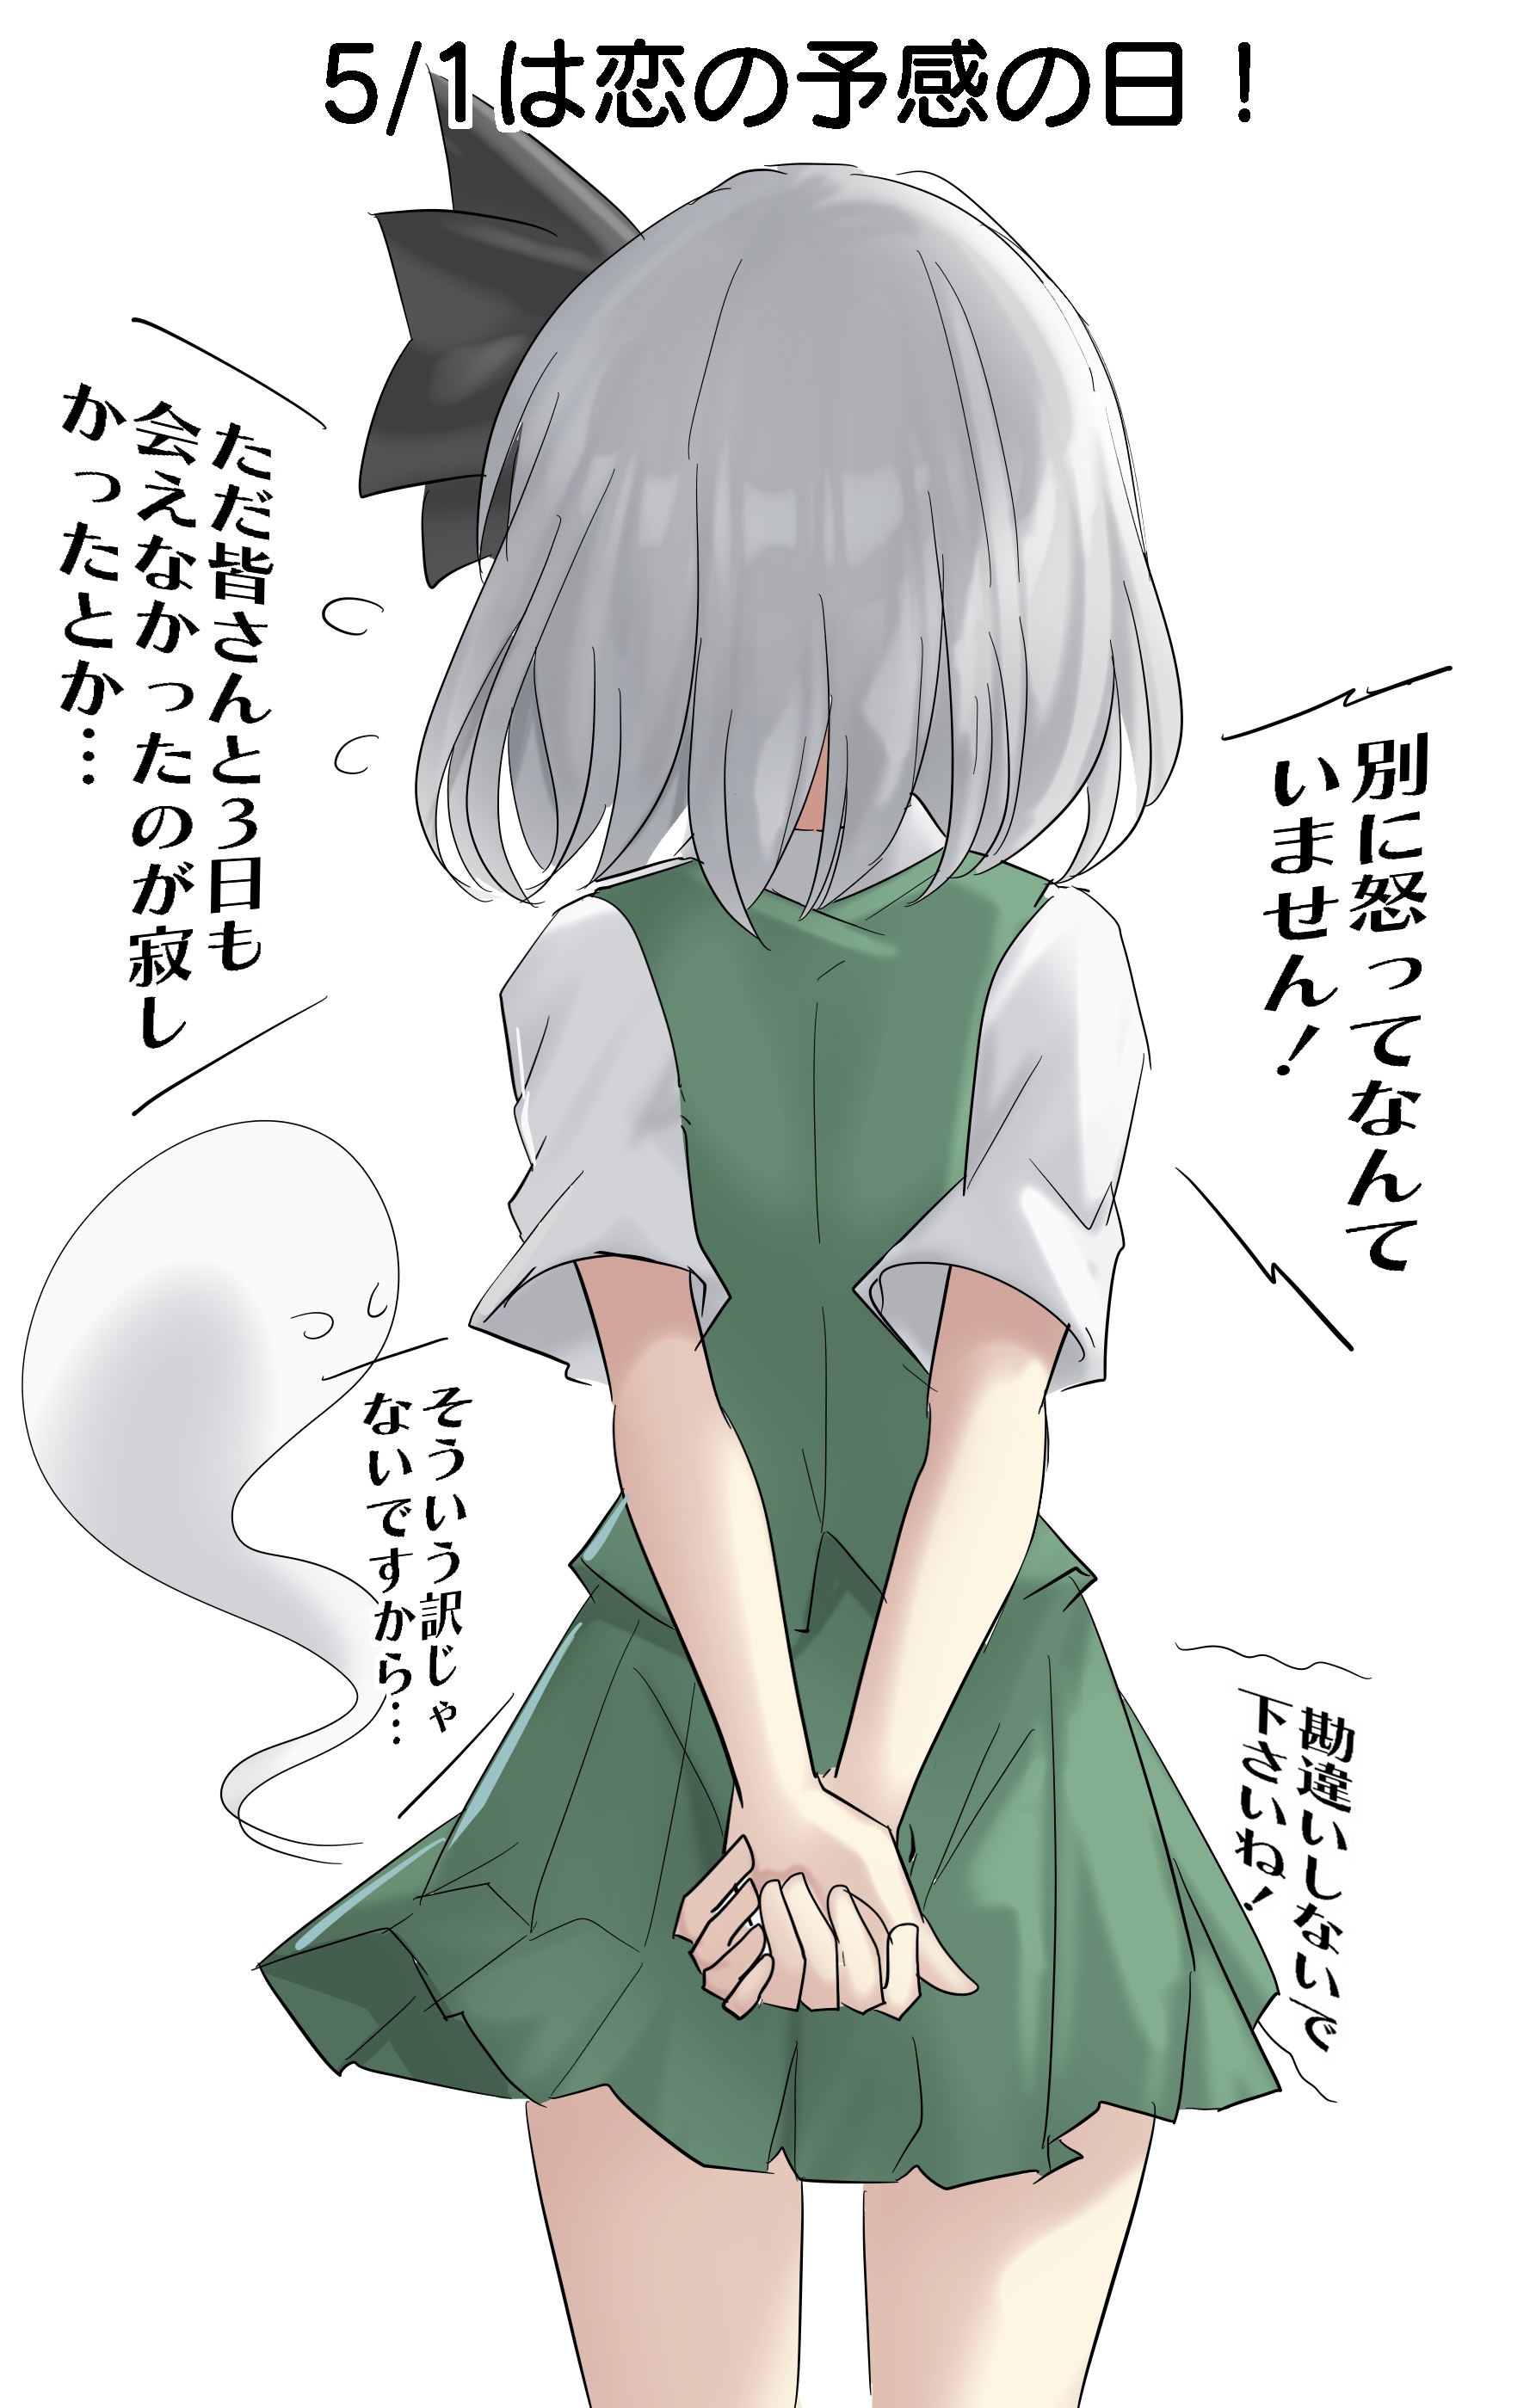 5/1は恋の予感の日！
別に怒ってなんて
いません！
ただ皆さんと3日も
会えなかったのが寂し
かったとか…
そういう訳じゃ
ないですから…
勘違いしないで
下さいね！